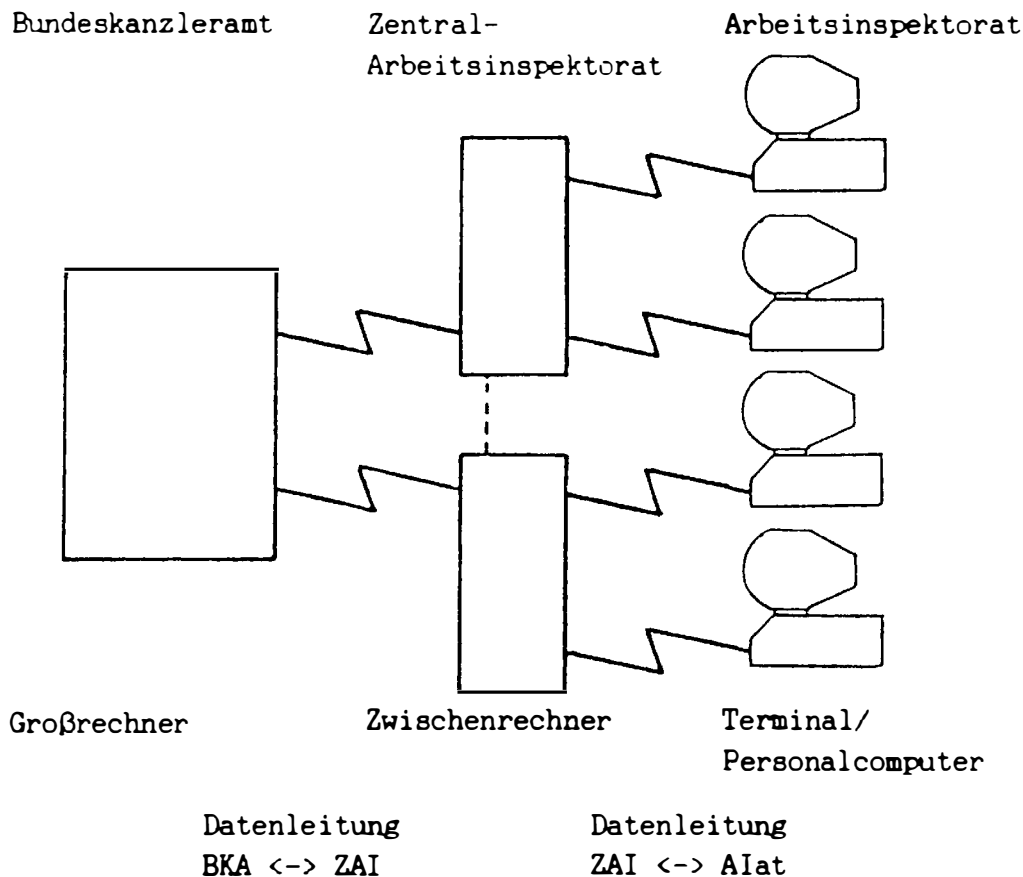 Bundeskanzleramt
Zentral-
Arbeitsinspektorat
Arbeitsinspektorat
Großrechner
Zwischenrechner
Terminal/
Personalcomputer
Datenleitung
BKA <-> ZAI
Datenleitung
ZAI <-> AIat